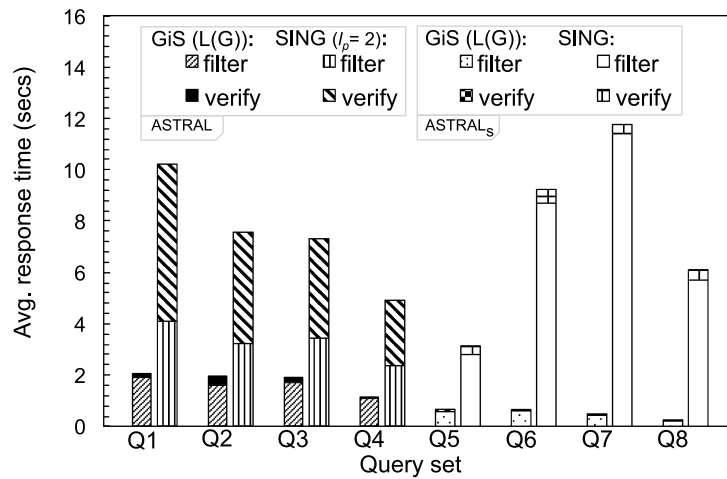 Avg. response time (secs)
16
14
12
10
8
6
4
2
0
GiS (L(G)): SING (lp= 2):
filter filter
verify verify
ASTRAL
GiS (L(G)): SING:
filter filter
verify verify
ASTRALs
Q1 Q2 Q3 Q4 Q5 Q6 Q7 Q8
Query set